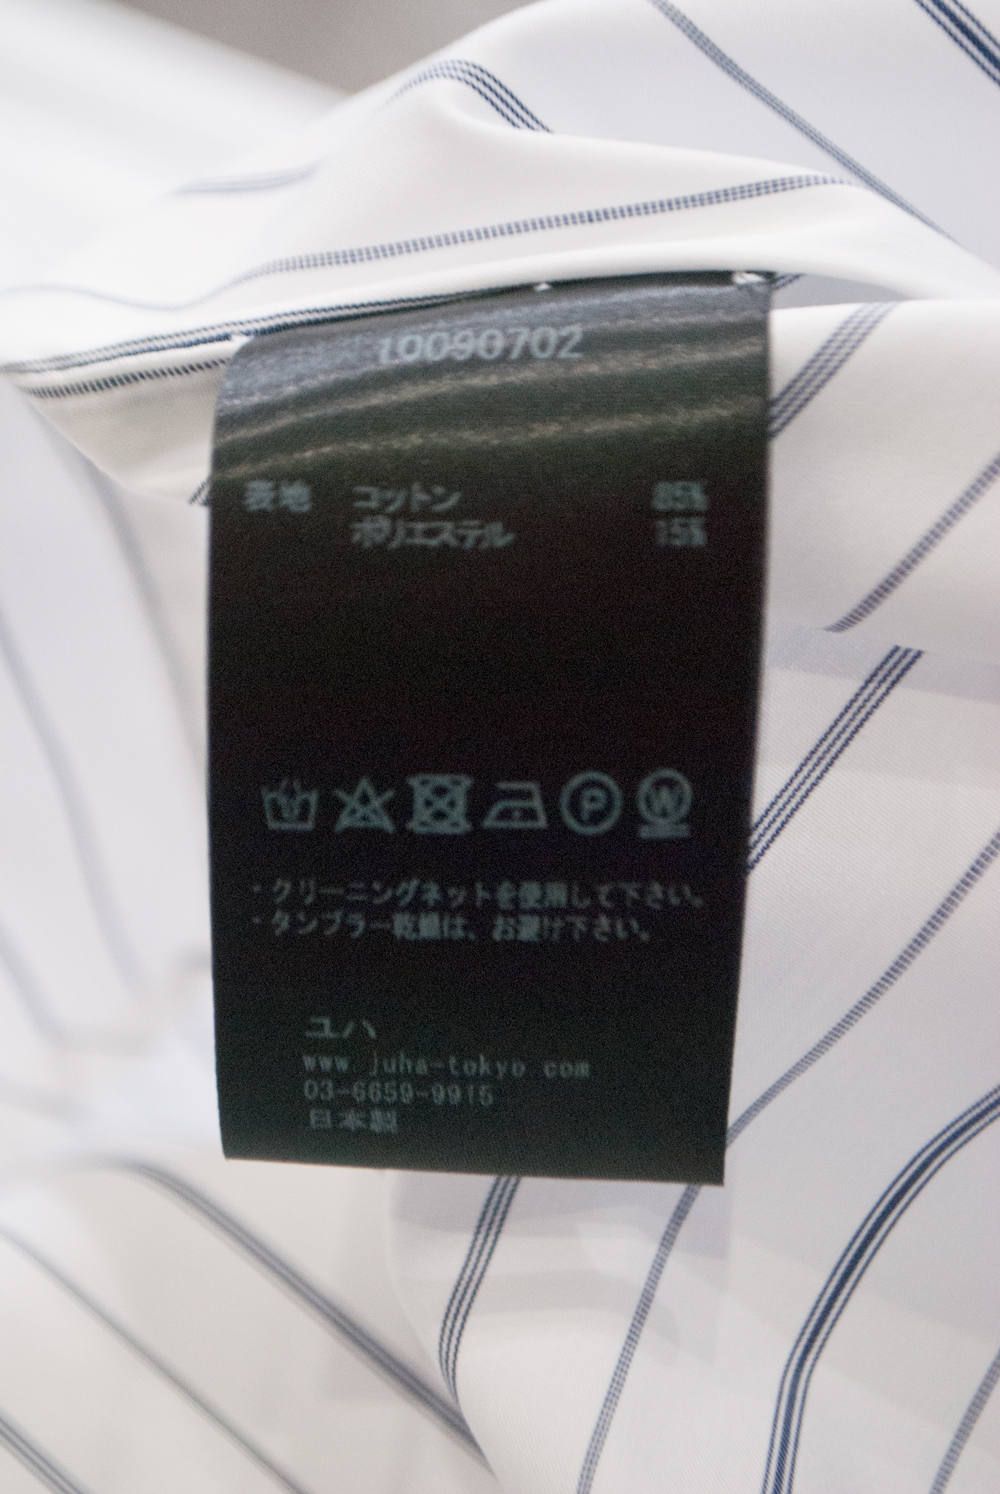 10090702
表地 コットン 85%
ポリエステル 15%
P W
・クリーニングネットを使用して下さい。
・タンブラー乾燥は、お避け下さい。
ユハ
www.juha-tokyo.com
03-6659-9915
日本製